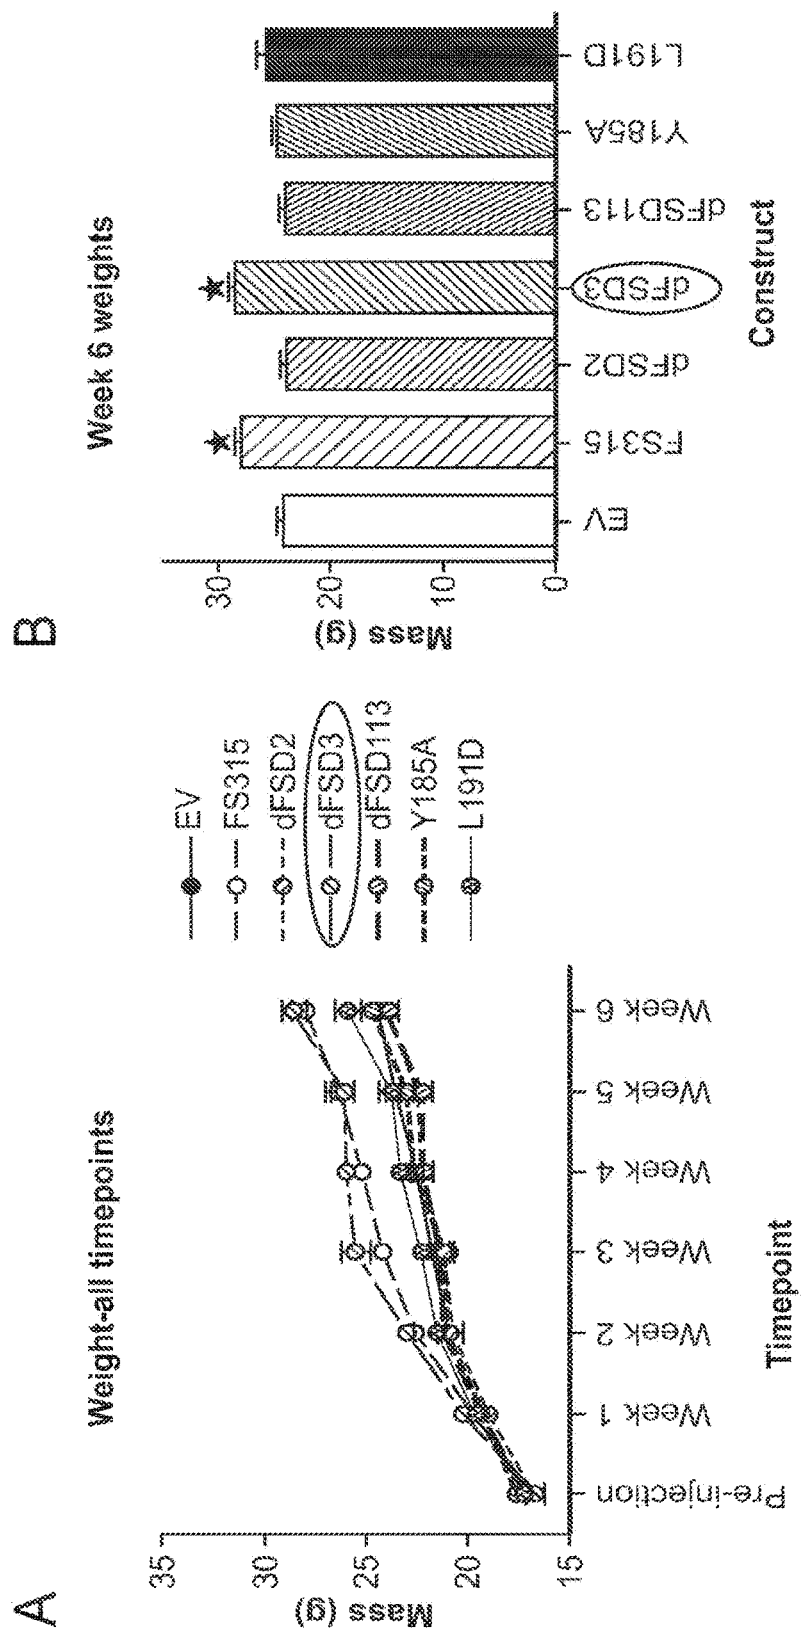 A
Weight-all timepoints
Mass (g)
35
30
25
20
15
Pre-injection
Week 1
Week 2
Week 3
Week 4
Week 5
Week 6
Timepoint
EV
FS315
dFSD2
dFSD3
dFSD113
Y185A
L191D
B
Week 6 weights
Mass (g)
30
20
10
0
EV
FS315
dFSD2
dFSD3
dFSD113
Y185A
L191D
Construct